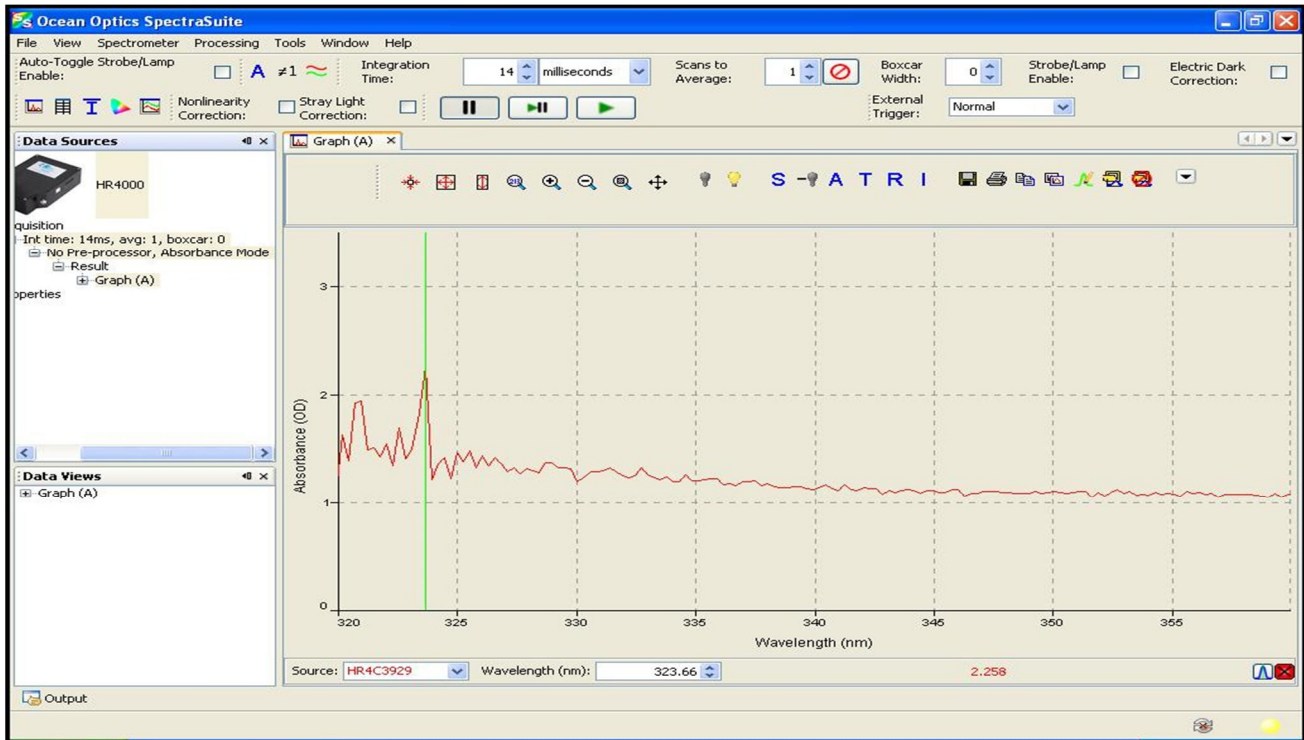 Ocean Optics SpectraSuite
File View Spectrometer Processing Tools Window Help
Auto-Toggle Strobe/Lamp Enable:
A ≠1
Integration Time: 14 milliseconds
Scans to Average: 1
Boxcar Width: 0
Strobe/Lamp Enable:
Electric Dark Correction:
Nonlinearity Correction:
Stray Light Correction:
External Trigger: Normal
Data Sources
HR4000
quisition
Int time: 14ms, avg: 1, boxcar: 0
No Pre-processor, Absorbance Mode
Result
Graph (A)
operties
Data Views
Graph (A)
Graph (A)
S A T R I
Absorbance (OD)
3
2
1
0
320 325 330 335 340 345 350 355
Wavelength (nm)
Source: HR4C3929 Wavelength (nm): 323.66 2.258
Output